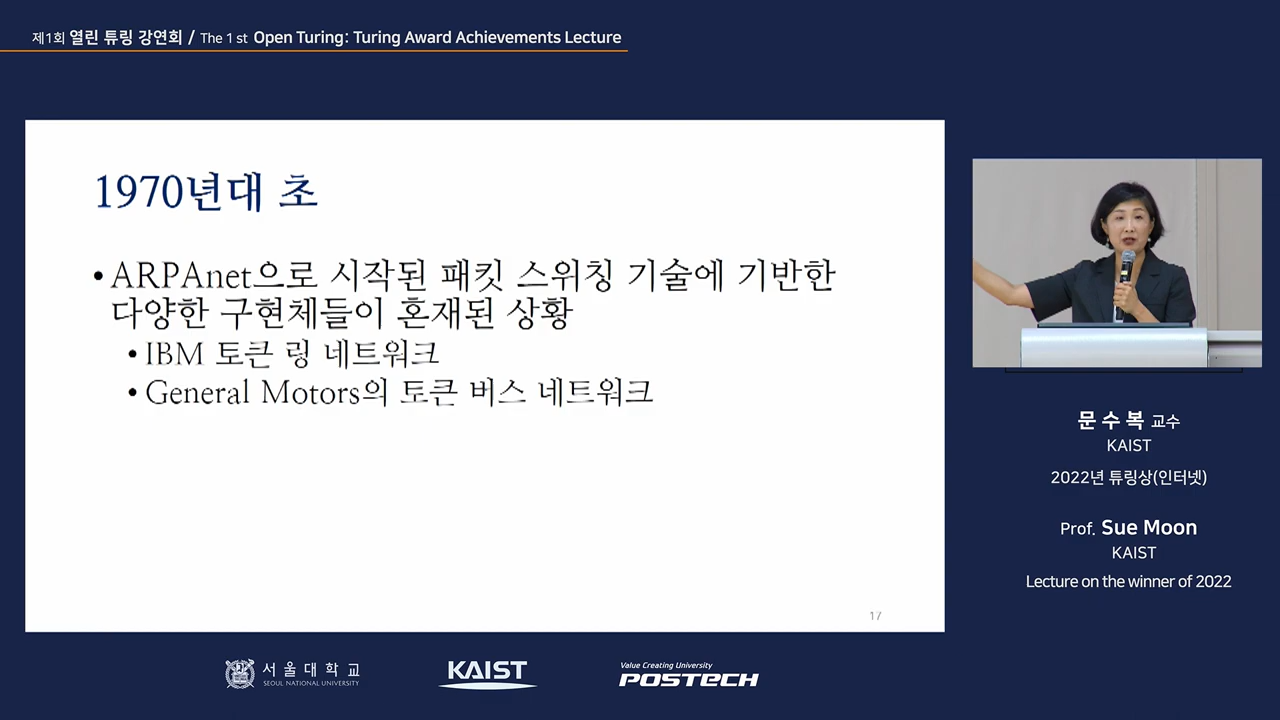 제1회 열린 튜링 강연회 / The 1 st Open Turing: Turing Award Achievements Lecture
1970년대 초
• ARPAnet으로 시작된 패킷 스위칭 기술에 기반한
다양한 구현체들이 혼재된 상황
• IBM 토큰 링 네트워크
• General Motors의 토큰 버스 네트워크
17
문수복 교수
KAIST
2022년 튜링상(인터넷)
Prof. Sue Moon
KAIST
Lecture on the winner of 2022
서울대학교
SEOUL NATIONAL UNIVERSITY
KAIST
Value Creating University
POSTECH